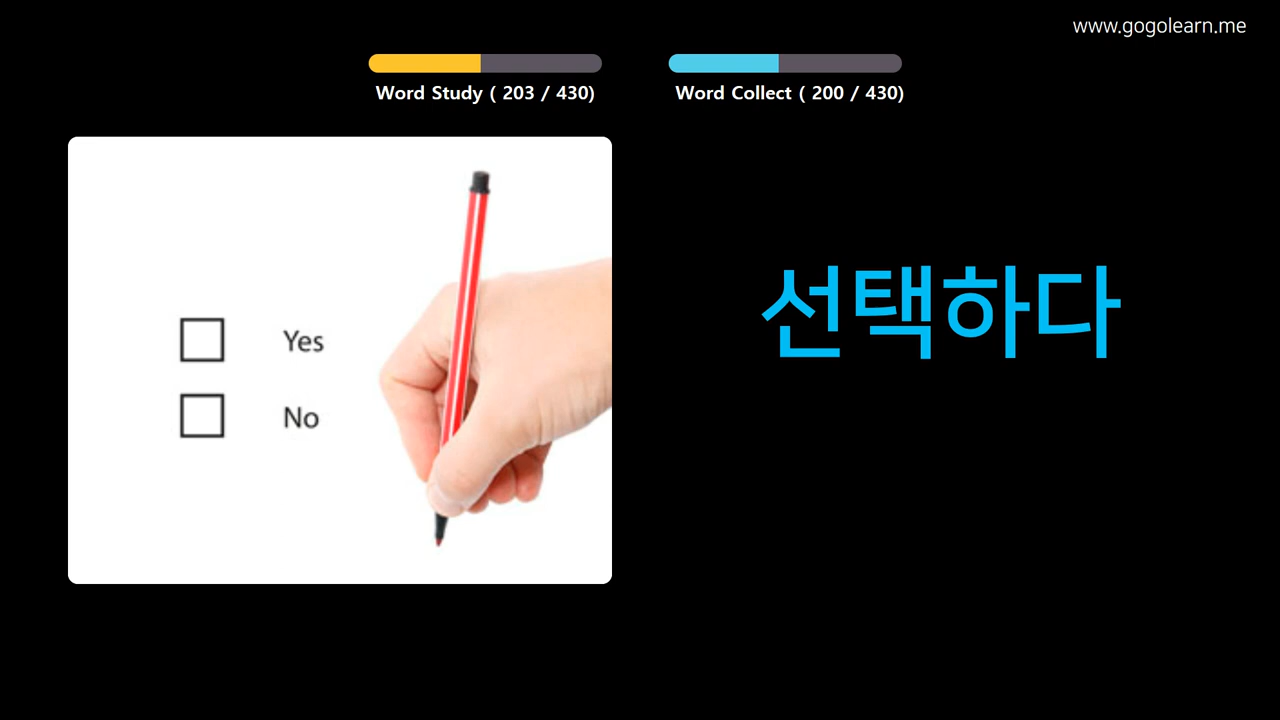 www.gogolearn.me
Word Study ( 203 / 430)
Word Collect ( 200 / 430)
Yes
No
선택하다